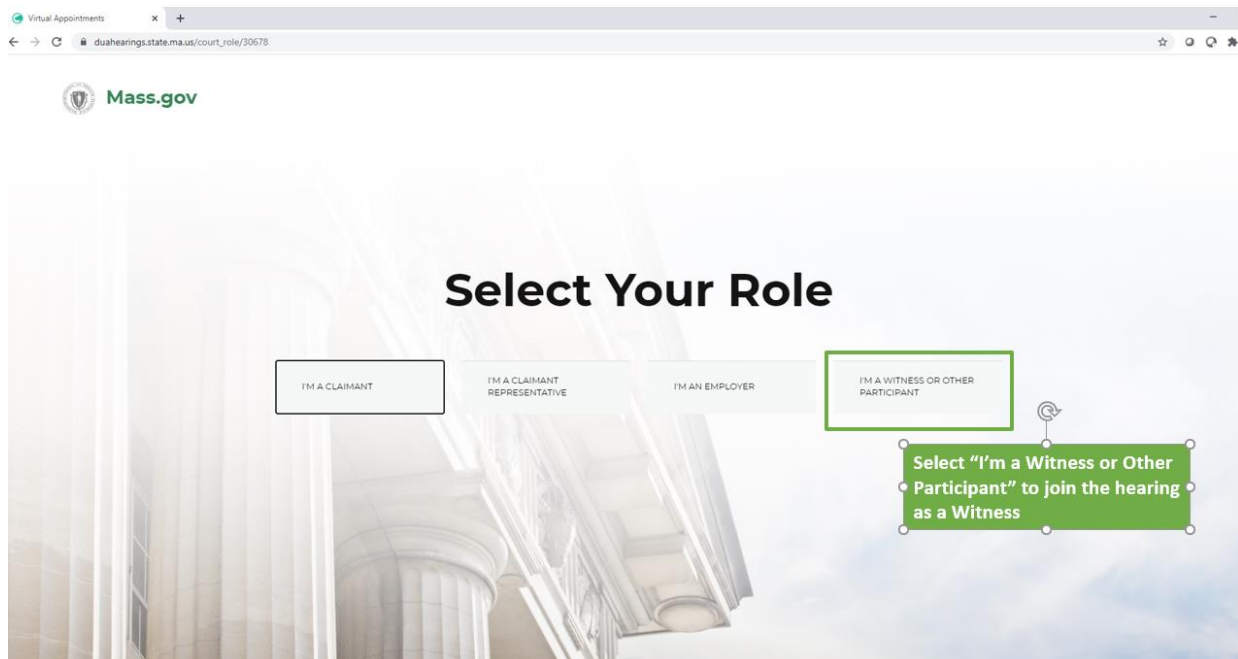 Virtual Appointments
duahearings.state.ma.us/court_role/30678
Mass.gov
Select Your Role
I'M A CLAIMANT
I'M A CLAIMANT
REPRESENTATIVE
I'M AN EMPLOYER
I'M A WITNESS OR OTHER
PARTICIPANT
Select “I’m a Witness or Other
Participant” to join the hearing
as a Witness